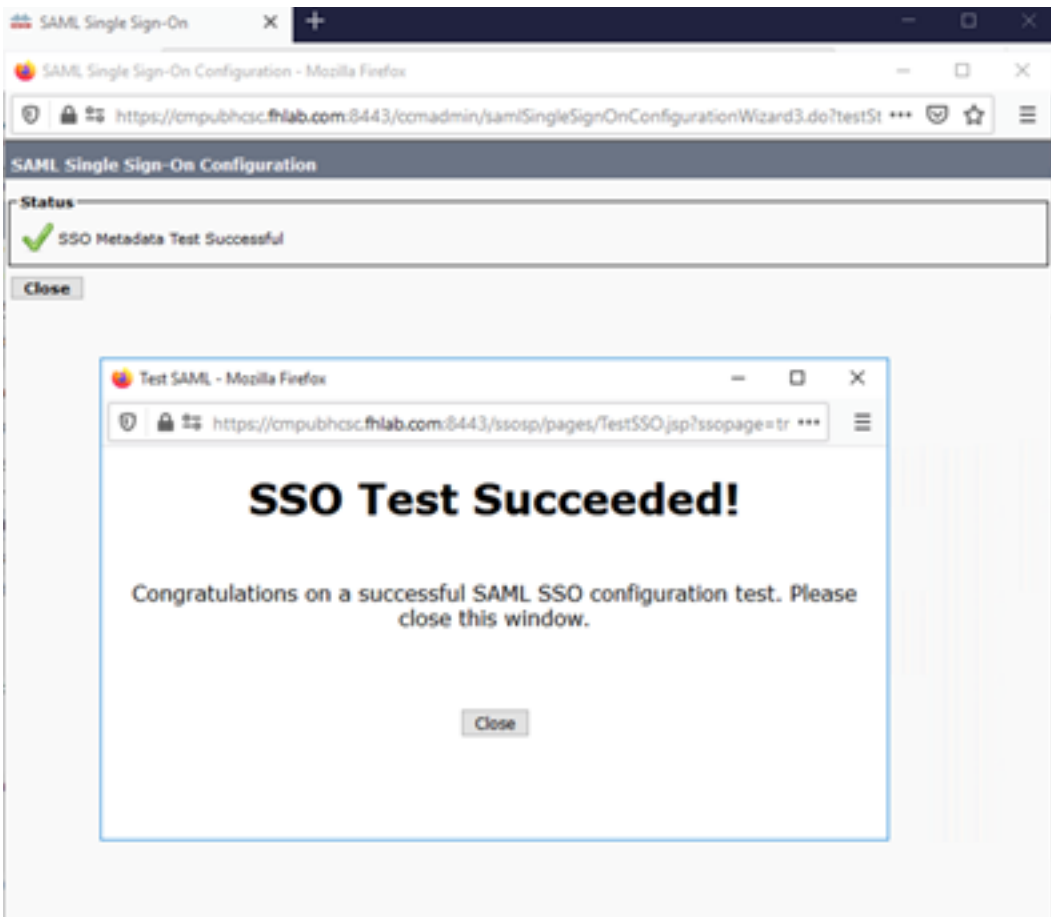 SAML Single Sign-On
SAML Single Sign-On Configuration - Mozilla Firefox
https://cmpubhcsc.fhlab.com:8443/ccmadmin/samlSingleSignOnConfigurationWizard3.do?testSt
SAML Single Sign-On Configuration
Status
SSO Metadata Test Successful
Close
Test SAML - Mozilla Firefox
https://cmpubhcsc.fhlab.com:8443/ssosp/pages/TestSSO.jsp?ssopage=tr
SSO Test Succeeded!
Congratulations on a successful SAML SSO configuration test. Please
close this window.
Close